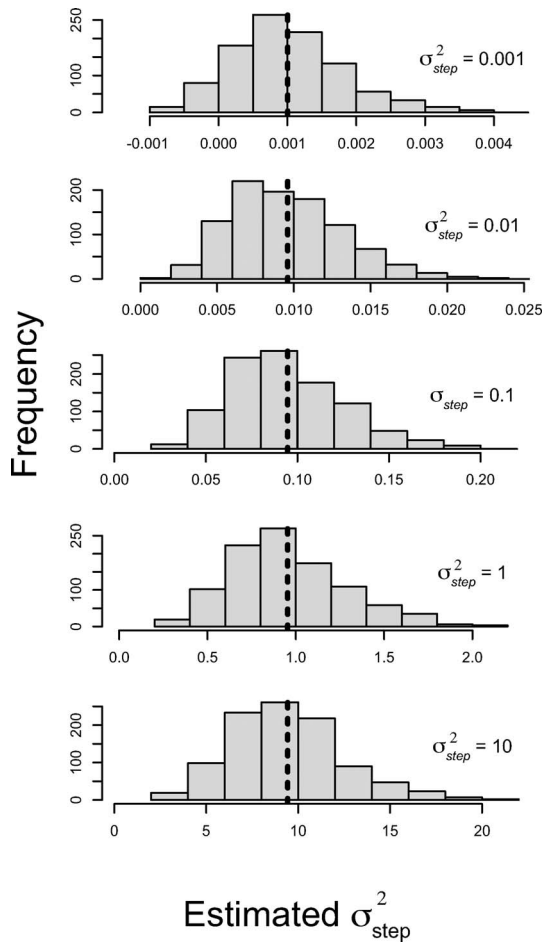 Frequency
0 100 250
σ²step = 0.001
-0.001 0.000 0.001 0.002 0.003 0.004
0 100 200
σ²step = 0.01
0.000 0.005 0.010 0.015 0.020 0.025
0 100 200
σstep = 0.1
0.00 0.05 0.10 0.15 0.20
0 100 250
σ²step = 1
0.0 0.5 1.0 1.5 2.0
0 100 200
σ²step = 10
0 5 10 15 20
Estimated σ²step